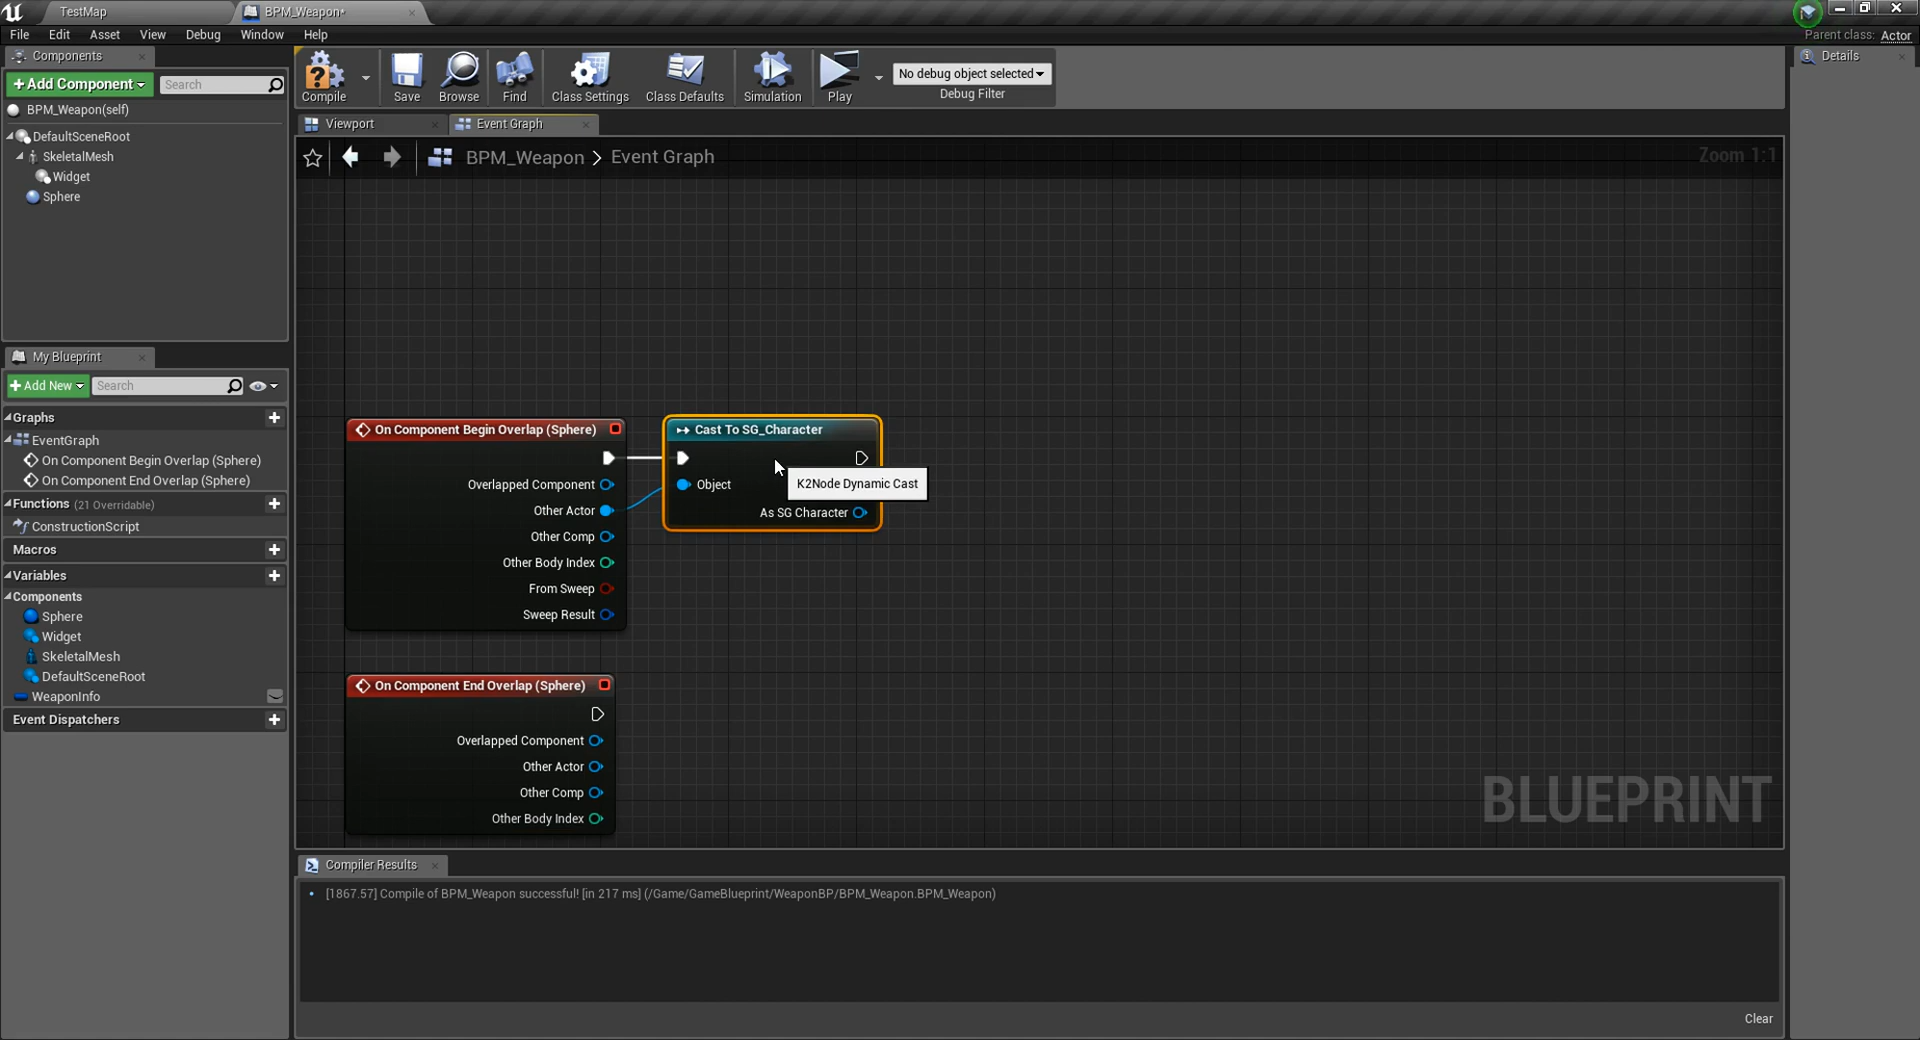 TestMap
BPM_Weapon*
File Edit Asset View Debug Window Help
Parent class: Actor
Components
+Add Component
Search
BPM_Weapon(self)
DefaultSceneRoot
SkeletalMesh
Widget
Sphere
Compile
Save
Browse
Find
Class Settings
Class Defaults
Simulation
Play
No debug object selected
Debug Filter
Details
Viewport
Event Graph
BPM_Weapon > Event Graph
Zoom 1:1
My Blueprint
+Add New
Search
Graphs
EventGraph
On Component Begin Overlap (Sphere)
On Component End Overlap (Sphere)
Functions (21 Overridable)
ConstructionScript
Macros
Variables
Components
Sphere
Widget
SkeletalMesh
DefaultSceneRoot
WeaponInfo
Event Dispatchers
On Component Begin Overlap (Sphere)
Overlapped Component
Other Actor
Other Comp
Other Body Index
From Sweep
Sweep Result
Cast To SG_Character
Object
As SG Character
K2Node Dynamic Cast
On Component End Overlap (Sphere)
Overlapped Component
Other Actor
Other Comp
Other Body Index
BLUEPRINT
Compiler Results
[1867.57] Compile of BPM_Weapon successful! [in 217 ms] (/Game/GameBlueprint/WeaponBP/BPM_Weapon.BPM_Weapon)
Clear